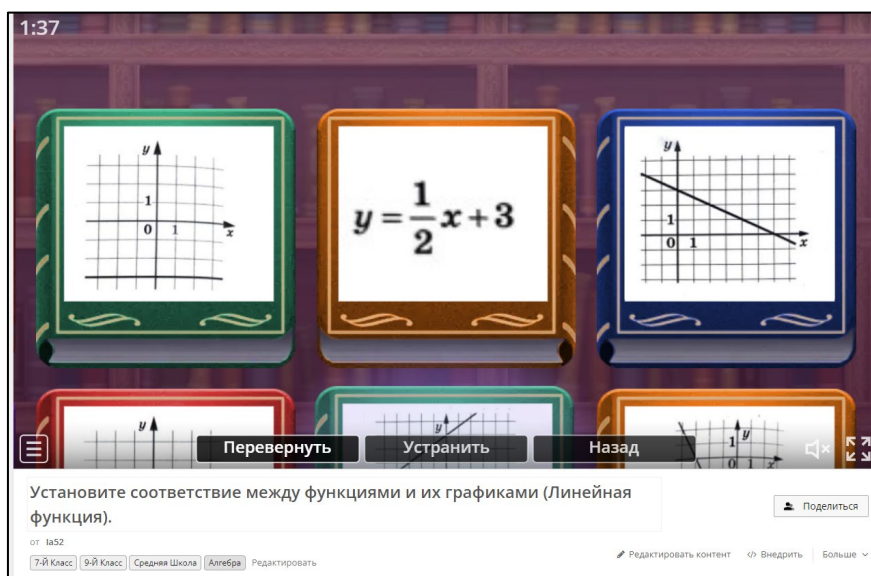 1:37
y
1
0 1 x
y = 1/2 x + 3
y
1
0 1 x
y
y
1 y
0 1 x
Перевернуть
Устранить
Назад
Установите соответствие между функциями и их графиками (Линейная
функция).
от la52
7-Й Класс 9-Й Класс Средняя Школа Алгебра Редактировать
Поделиться
Редактировать контент </> Внедрить Больше